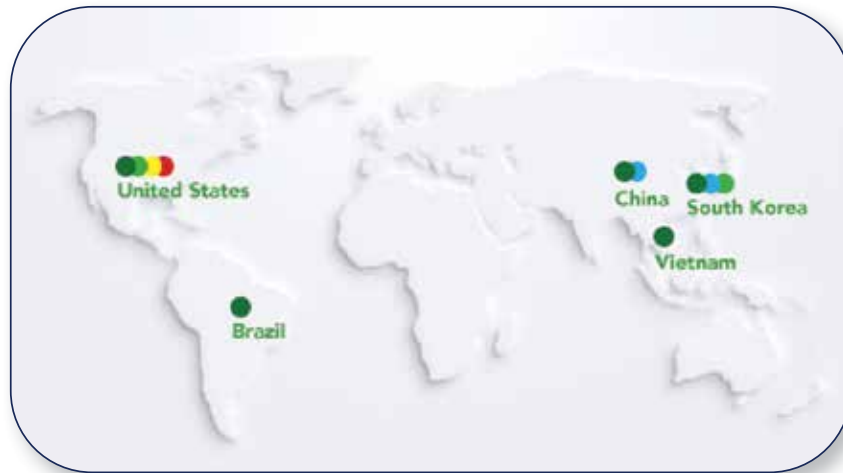 United States
China
South Korea
Vietnam
Brazil